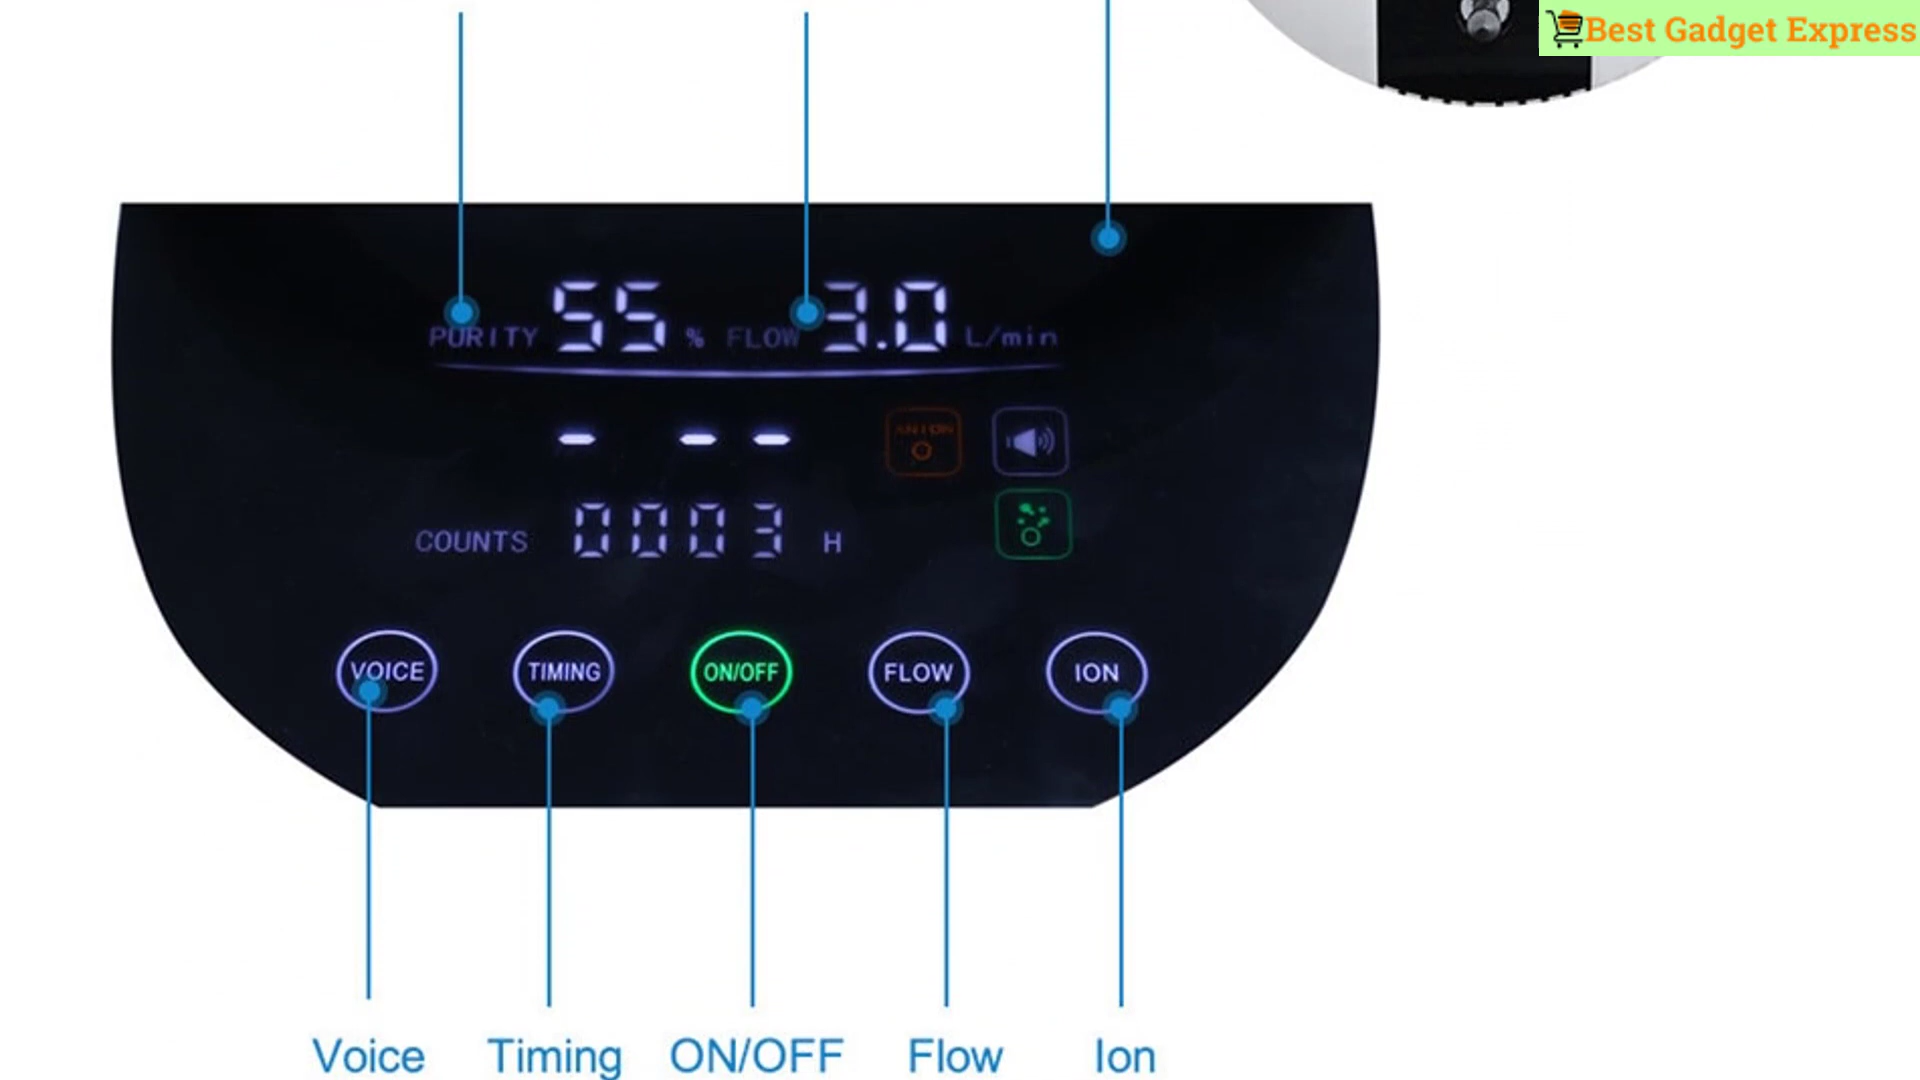 Best Gadget Express
PURITY 55 % FLOW 3.0 L/min
- - -
ANION
COUNTS 0003 H
VOICE TIMING ON/OFF FLOW ION
Voice Timing ON/OFF Flow Ion